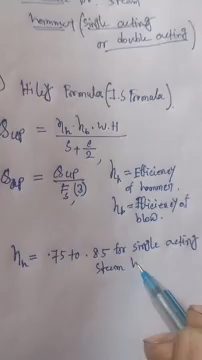 steam
hammer (single acting
or double acting)
) Hiley Formula (I.S Formula)
Qup = ηh·ηb·W·H
S + c/2
Qap = Qup
Fs (3)
ηh = Efficiency
of hammer.
ηb = Efficiency of
blow.
ηh = .75 to .85 for single acting
steam h